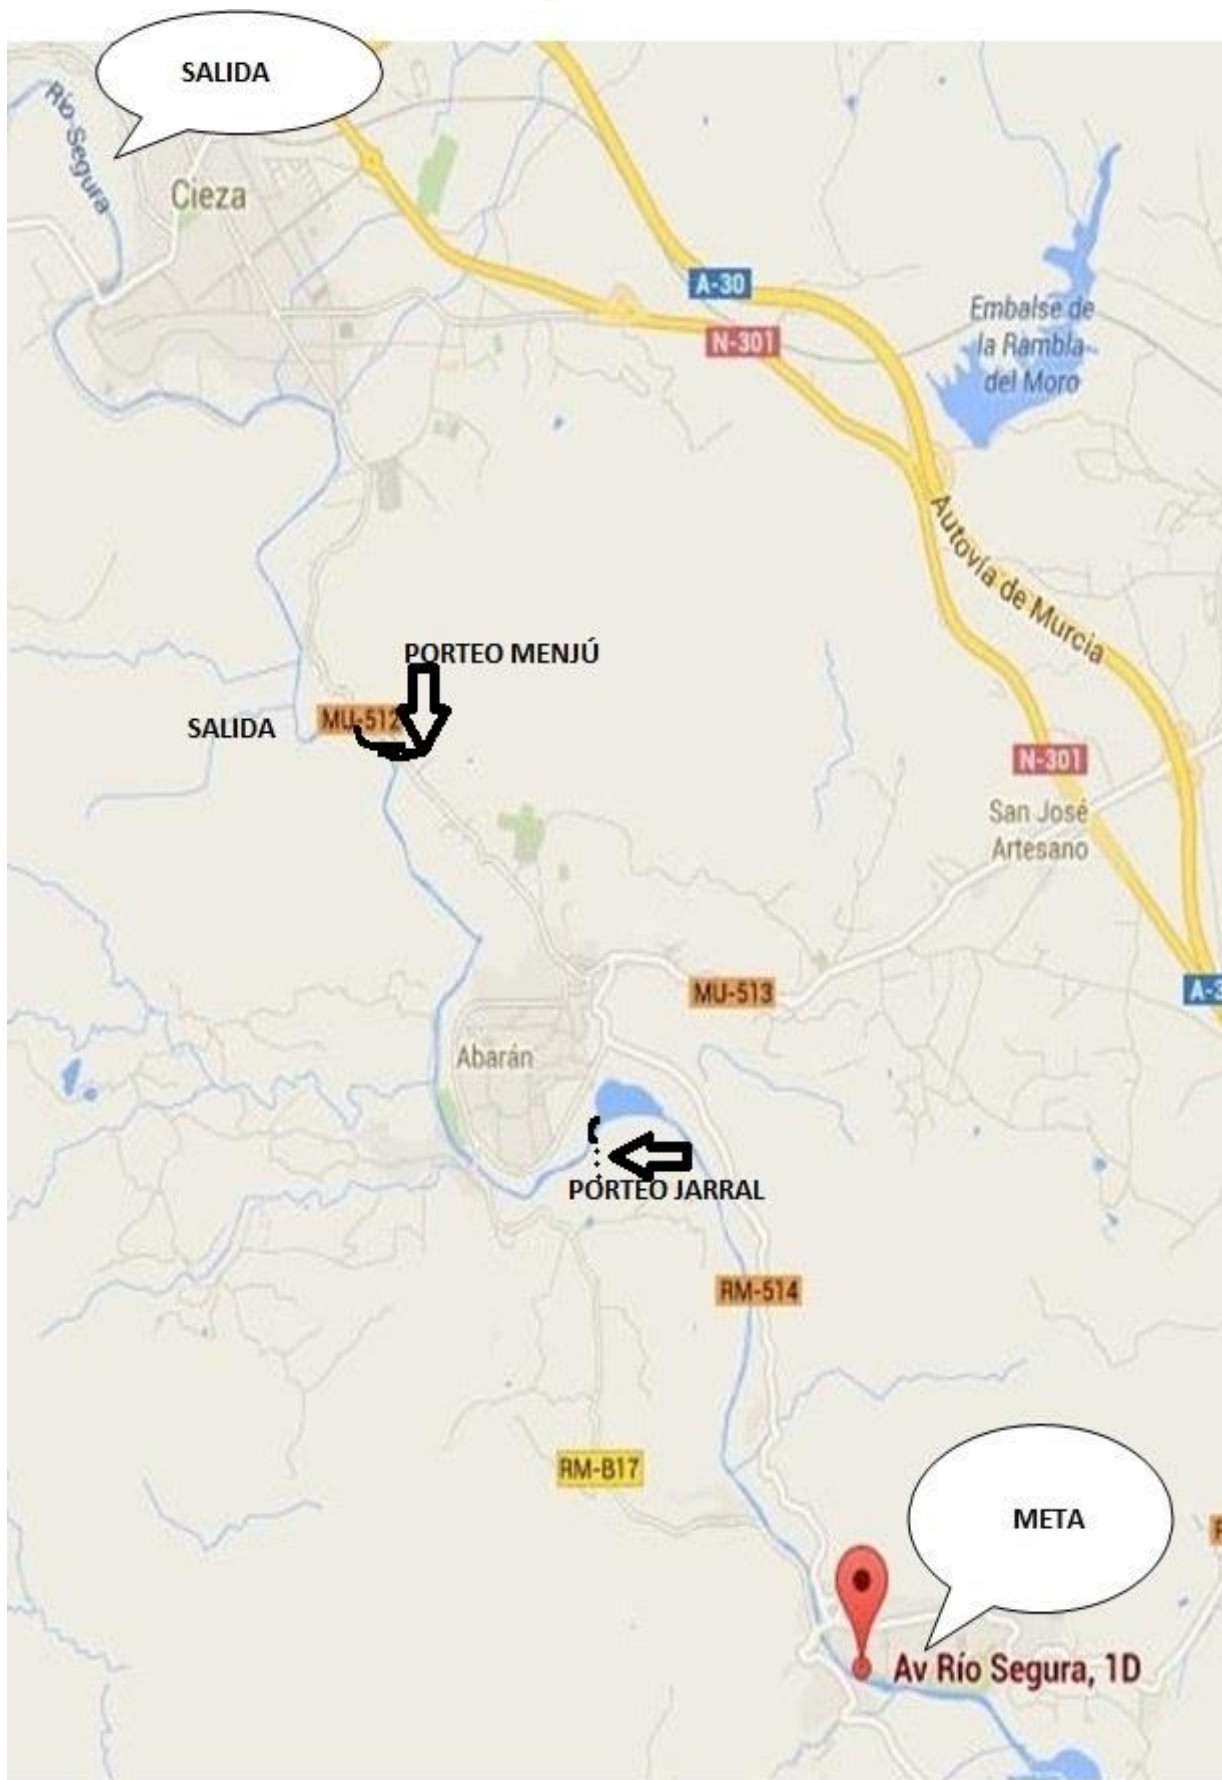 SALIDA
Río-Segura
Cieza
A-30
N-301
Embalse de
la Rambla
del Moro
Autovía de Murcia
PORTEO MENJÚ
SALIDA
MU-512
N-301
San José
Artesano
MU-513
A-3
Abarán
PORTEO JARRAL
RM-514
RM-B17
META
Av Río Segura, 1D